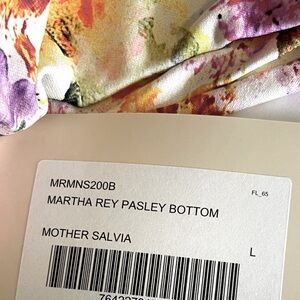 MRMNS200B
FL_65
MARTHA REY PASLEY BOTTOM
MOTHER SALVIA
L